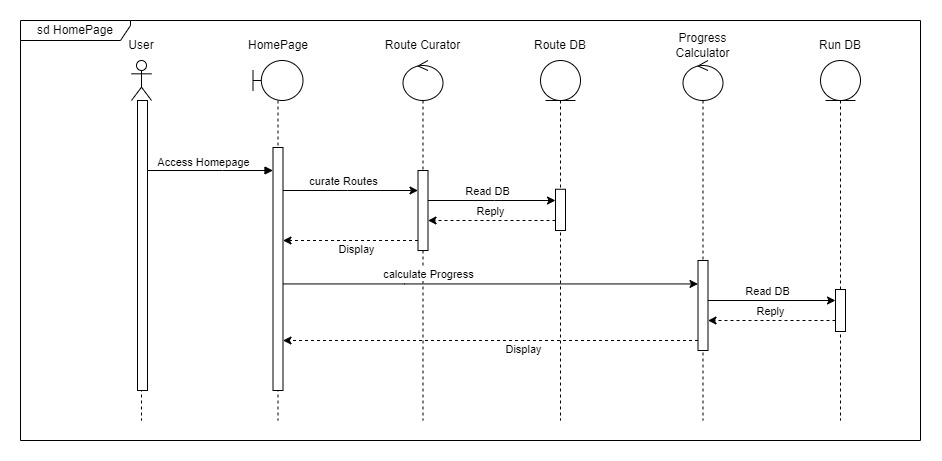 sd HomePage
User
HomePage
Route Curator
Route DB
Progress
Calculator
Run DB
Access Homepage
curate Routes
Read DB
Reply
Display
calculate Progress
Read DB
Reply
Display